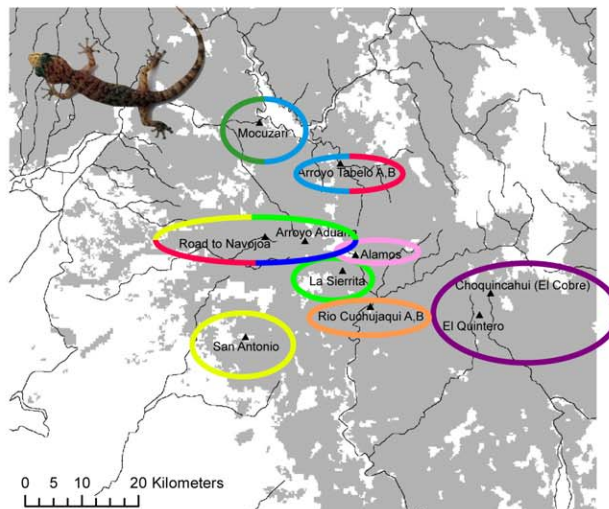 Mocuzari
Arroyo Tabelo A,B
Arroyo Aduana
Road to Navojoa
Alamos
La Sierrita
Choquincahui (El Cobre)
Rio Cuchujaqui A,B
El Quintero
San Antonio
0 5 10 20 Kilometers